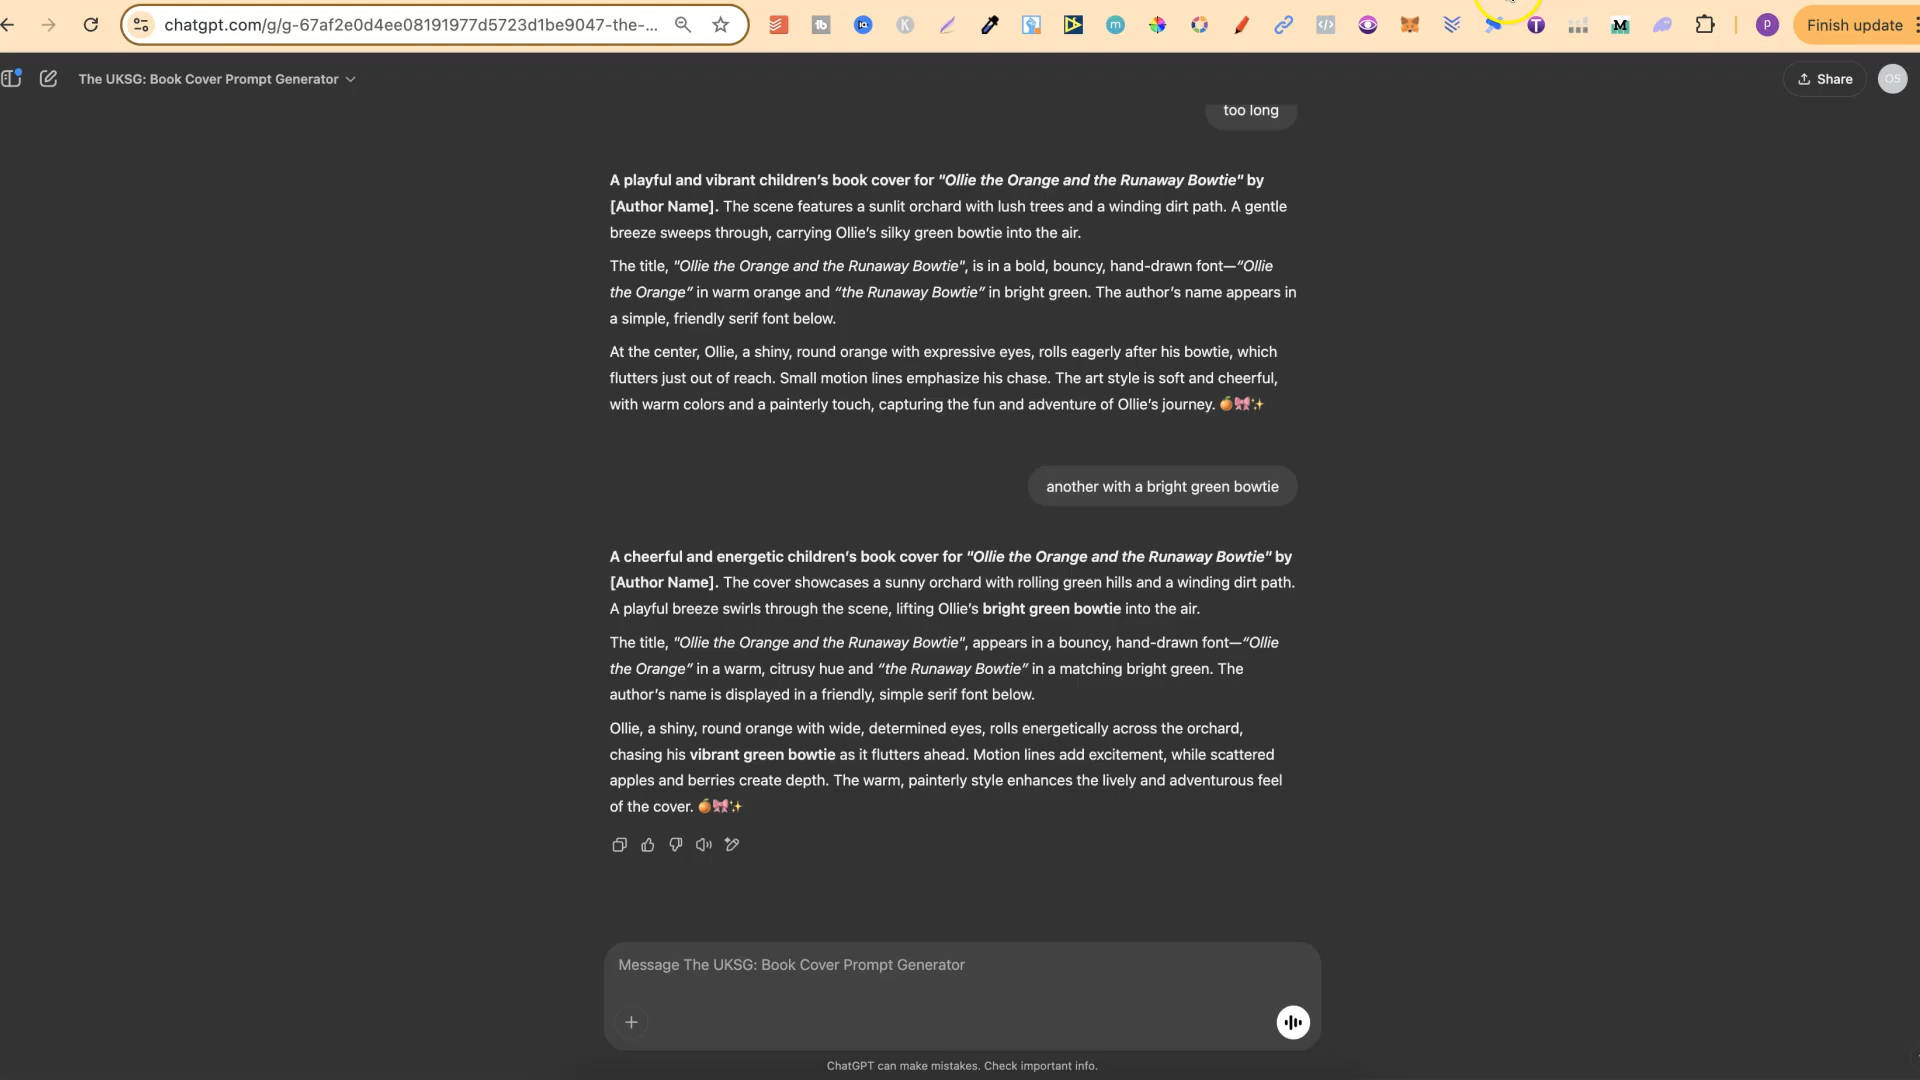 chatgpt.com/g/g-67af2e0d4ee08191977d5723d1be9047-the-...
Finish update
The UKSG: Book Cover Prompt Generator
Share
OS
too long
A playful and vibrant children’s book cover for "Ollie the Orange and the Runaway Bowtie" by
[Author Name]. The scene features a sunlit orchard with lush trees and a winding dirt path. A gentle
breeze sweeps through, carrying Ollie’s silky green bowtie into the air.
The title, "Ollie the Orange and the Runaway Bowtie", is in a bold, bouncy, hand-drawn font—“Ollie
the Orange” in warm orange and “the Runaway Bowtie” in bright green. The author’s name appears in
a simple, friendly serif font below.
At the center, Ollie, a shiny, round orange with expressive eyes, rolls eagerly after his bowtie, which
flutters just out of reach. Small motion lines emphasize his chase. The art style is soft and cheerful,
with warm colors and a painterly touch, capturing the fun and adventure of Ollie’s journey. 🍊🎀✨
another with a bright green bowtie
A cheerful and energetic children’s book cover for "Ollie the Orange and the Runaway Bowtie" by
[Author Name]. The cover showcases a sunny orchard with rolling green hills and a winding dirt path.
A playful breeze swirls through the scene, lifting Ollie’s bright green bowtie into the air.
The title, "Ollie the Orange and the Runaway Bowtie", appears in a bouncy, hand-drawn font—“Ollie
the Orange” in a warm, citrusy hue and “the Runaway Bowtie” in a matching bright green. The
author’s name is displayed in a friendly, simple serif font below.
Ollie, a shiny, round orange with wide, determined eyes, rolls energetically across the orchard,
chasing his vibrant green bowtie as it flutters ahead. Motion lines add excitement, while scattered
apples and berries create depth. The warm, painterly style enhances the lively and adventurous feel
of the cover. 🍊🎀✨
Message The UKSG: Book Cover Prompt Generator
ChatGPT can make mistakes. Check important info.